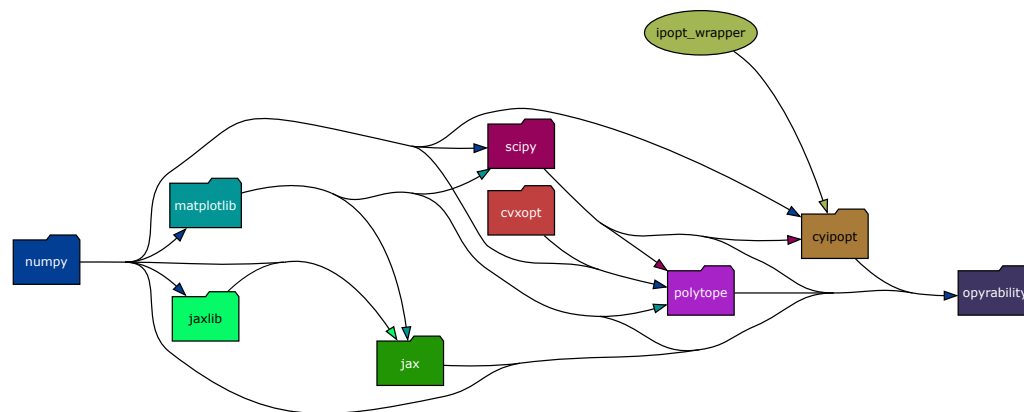 ipopt_wrapper
scipy
matplotlib
cvxopt
cyipopt
numpy
polytope
opyrability
jaxlib
jax